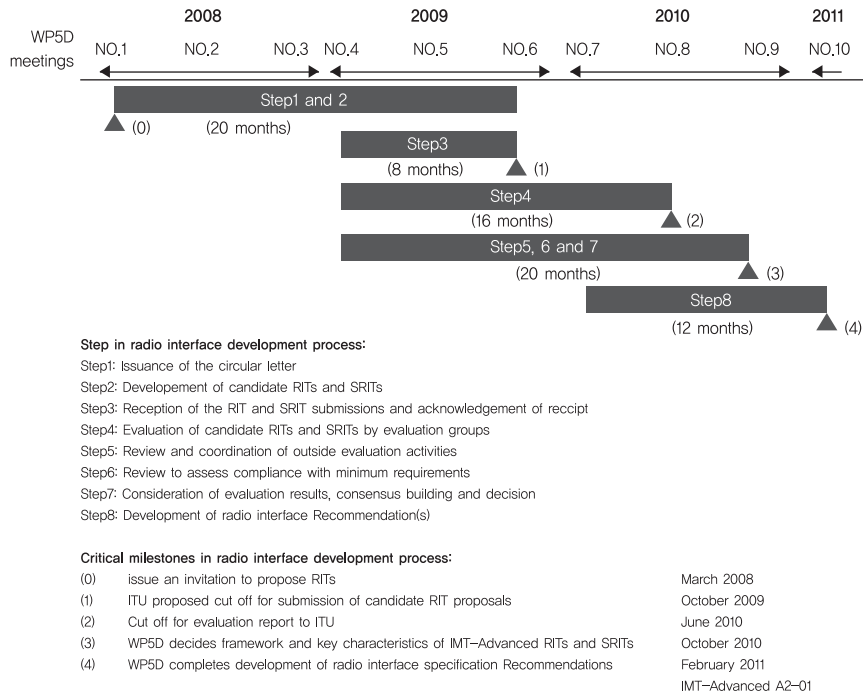 2008 2009 2010 2011
WP5D meetings NO.1 NO.2 NO.3 NO.4 NO.5 NO.6 NO.7 NO.8 NO.9 NO.10
Step1 and 2
(0) (20 months)
Step3
(8 months) (1)
Step4
(16 months) (2)
Step5, 6 and 7
(20 months) (3)
Step8
(12 months) (4)
Step in radio interface development process:
Step1: Issuance of the circular letter
Step2: Developement of candidate RITs and SRITs
Step3: Reception of the RIT and SRIT submissions and acknowledgement of reccipt
Step4: Evaluation of candidate RITs and SRITs by evaluation groups
Step5: Review and coordination of outside evaluation activities
Step6: Review to assess compliance with minimum requirements
Step7: Consideration of evaluation results, consensus building and decision
Step8: Development of radio interface Recommendation(s)
Critical milestones in radio interface development process:
(0) issue an invitation to propose RITs March 2008
(1) ITU proposed cut off for submission of candidate RIT proposals October 2009
(2) Cut off for evaluation report to ITU June 2010
(3) WP5D decides framework and key characteristics of IMT-Advanced RITs and SRITs October 2010
(4) WP5D completes development of radio interface specification Recommendations February 2011
IMT-Advanced A2-01